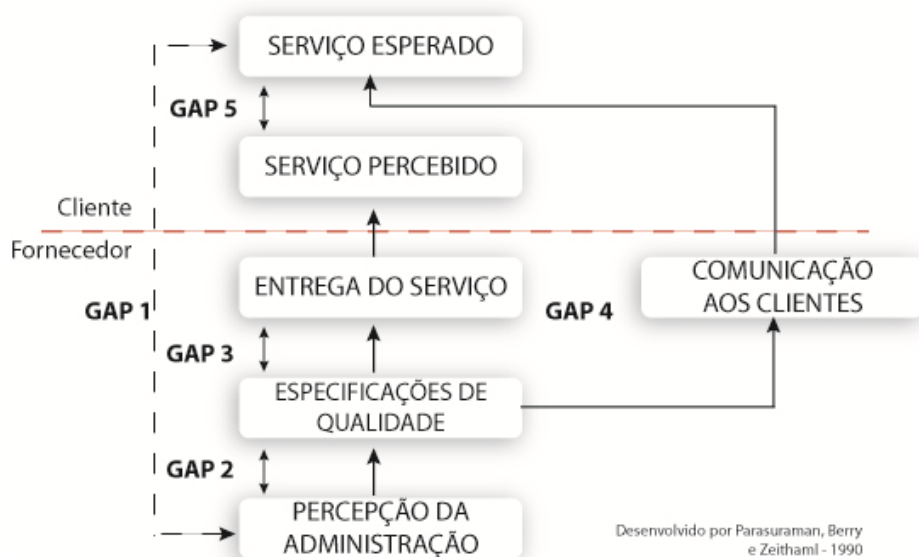 SERVIÇO ESPERADO
GAP 5
SERVIÇO PERCEBIDO
Cliente
Fornecedor
ENTREGA DO SERVIÇO
COMUNICAÇÃO
AOS CLIENTES
GAP 1
GAP 4
GAP 3
ESPECIFICAÇÕES DE
QUALIDADE
GAP 2
PERCEPÇÃO DA
ADMINISTRAÇÃO
Desenvolvido por Parasuraman, Berry
e Zeithaml - 1990